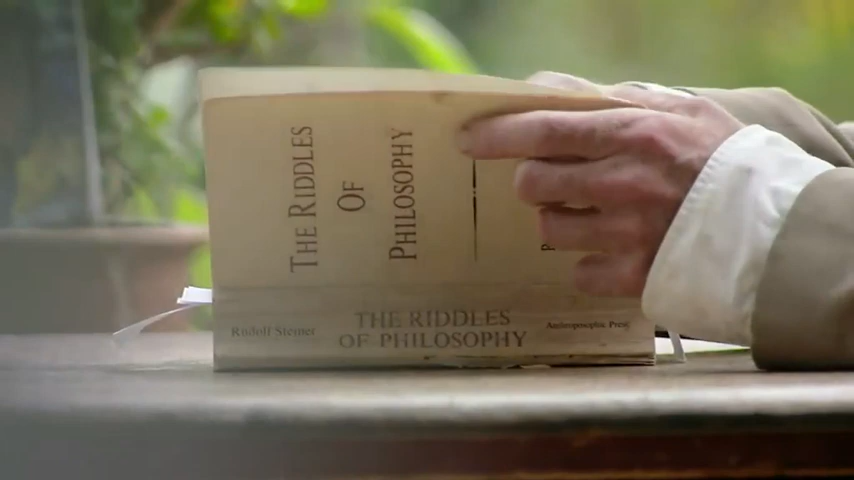 THE RIDDLES
OF
PHILOSOPHY
Rudolf Steiner
THE RIDDLES
OF PHILOSOPHY
Anthroposophic Press